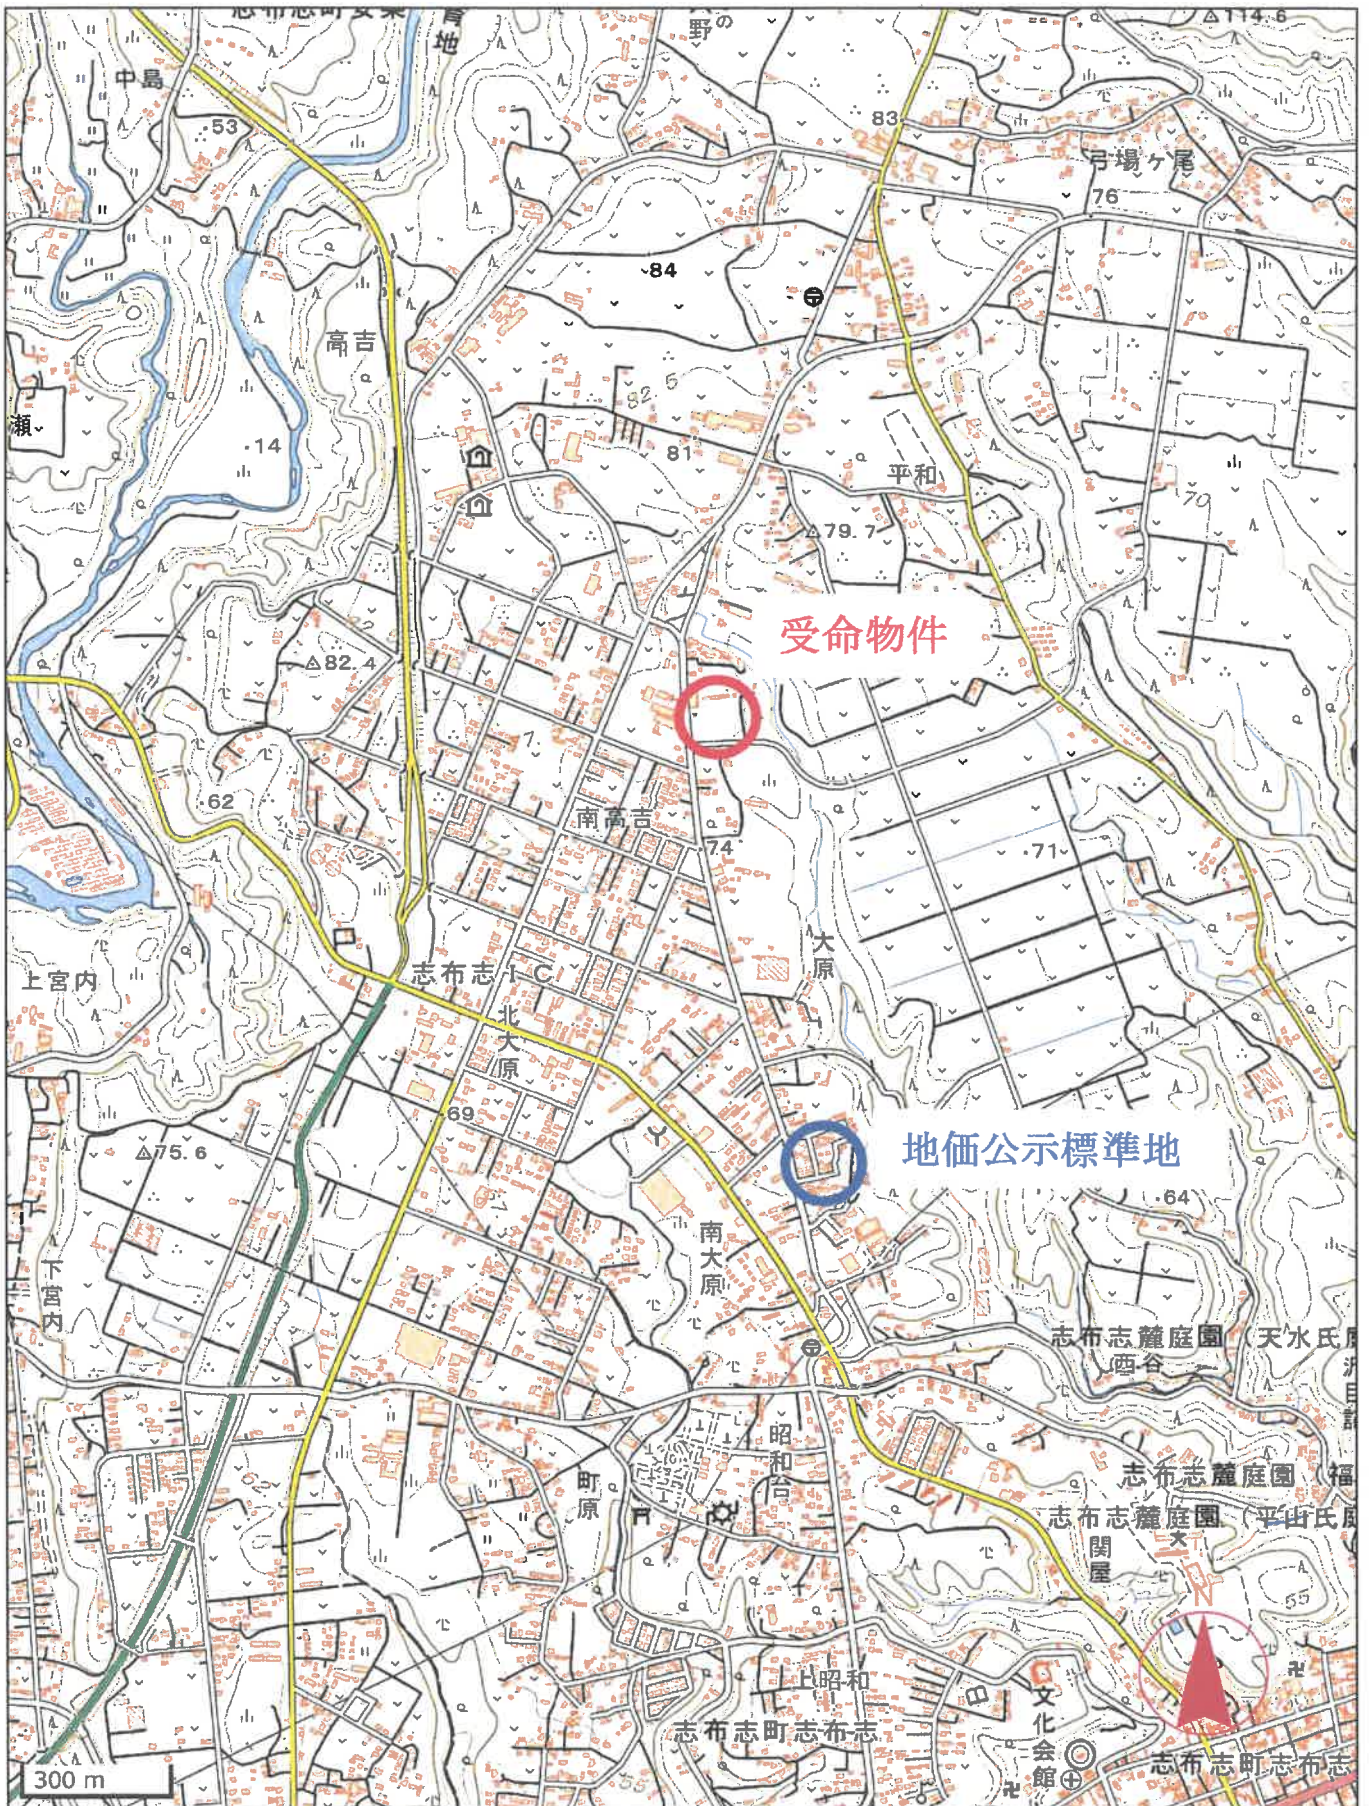 中島
53
野の
114.6
83
弓場ヶ尾
76
84
高吉
82.5
瀬
14
81
平和
70
79.7
受命物件
82.4
62
南高吉
72
74
71
大原
上宮内
志布志IC
北大原
69
75.6
地価公示標準地
64
南大原
下宮内
志布志麓庭園(天水氏
西谷
昭和台
町原
志布志麓庭園 福
志布志麓庭園(平山氏
関屋
N
55
上昭和
文化会館
志布志町志布志
志布志町志布志
55
300 m